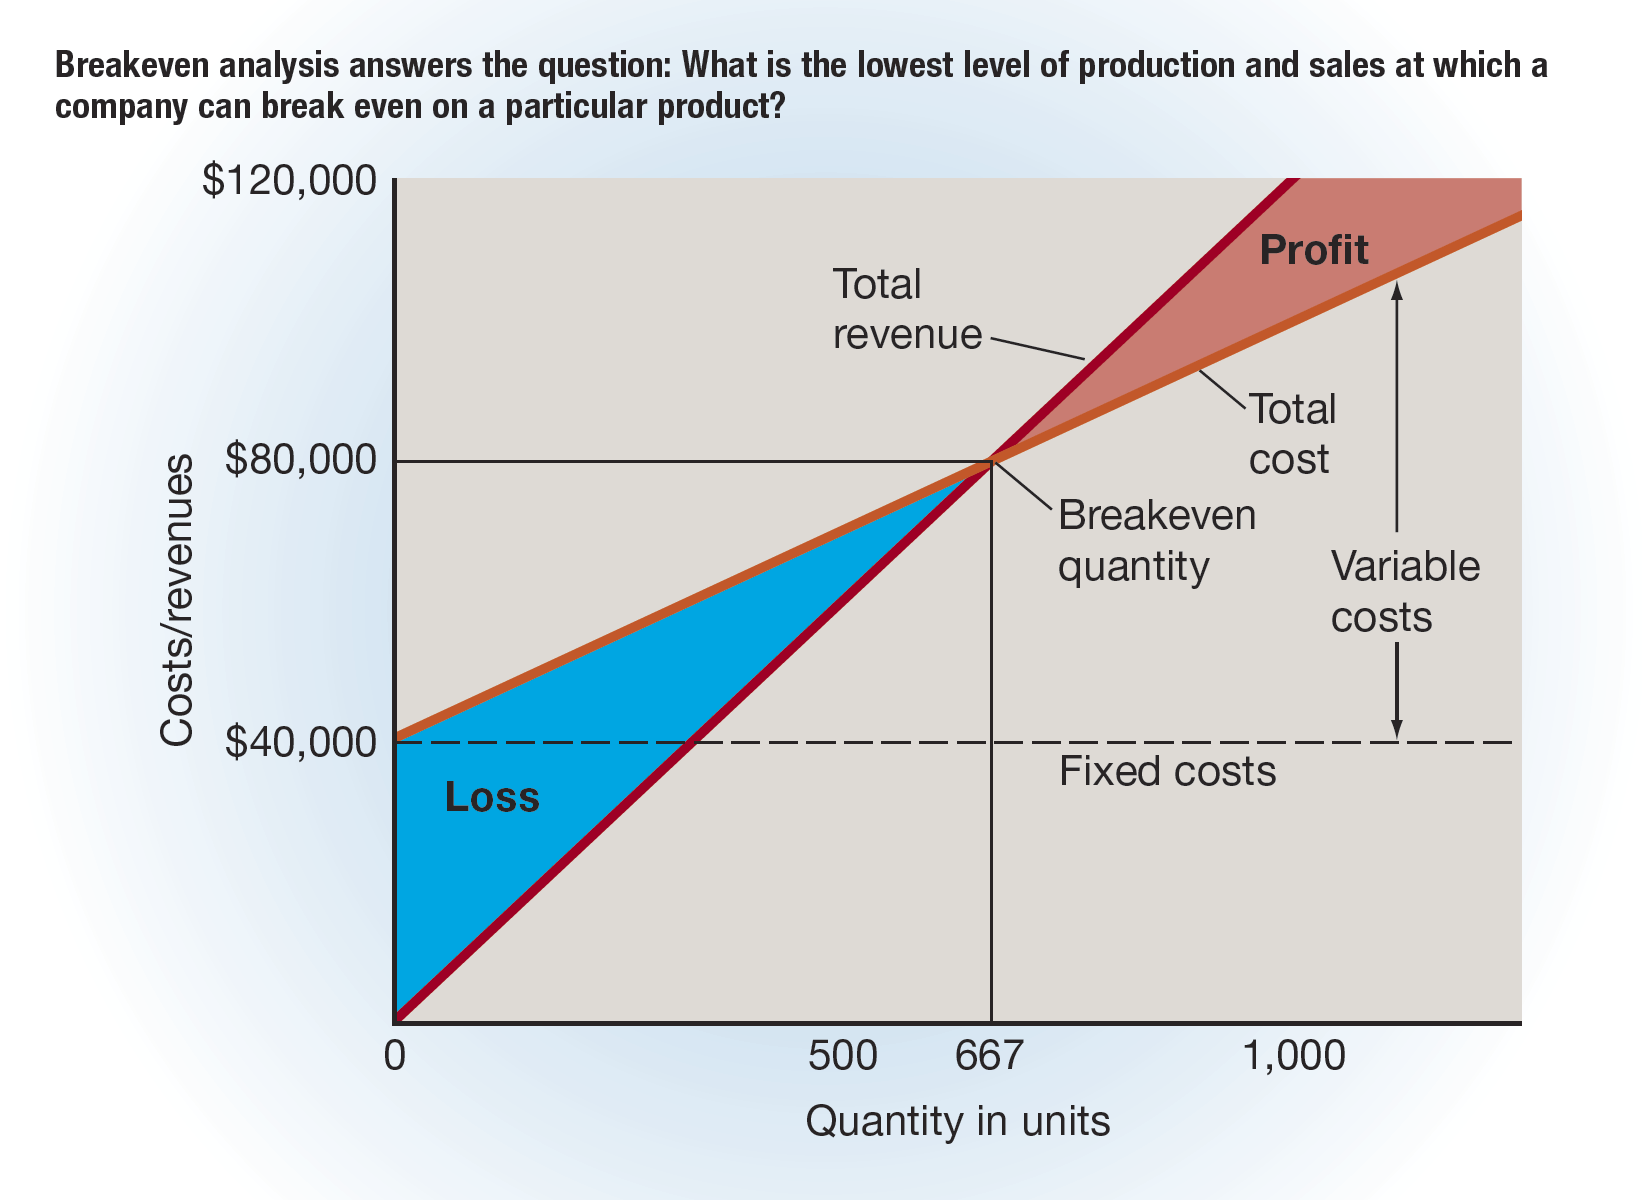 Breakeven analysis answers the question: What is the lowest level of production and sales at which a
company can break even on a particular product?
$120,000
Profit
Total
revenue
Total
cost
$80,000
Breakeven
quantity
Variable
costs
Costs/revenues
$40,000
Fixed costs
Loss
0
500
667
1,000
Quantity in units